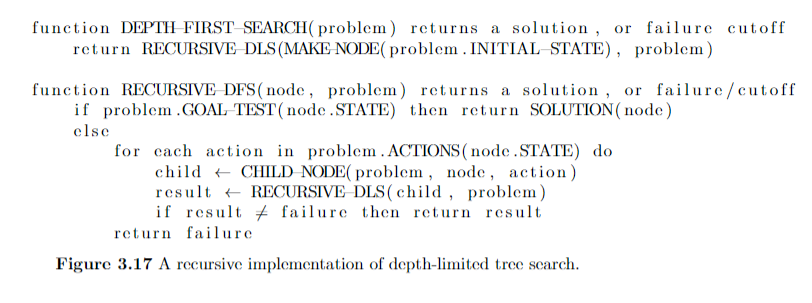 function DEPTH-FIRST-SEARCH(problem) returns a solution, or failure cutoff
return RECURSIVE-DLS(MAKE-NODE(problem.INITIAL-STATE), problem)
function RECURSIVE-DFS(node, problem) returns a solution, or failure/cutoff
if problem.GOAL-TEST(node.STATE) then return SOLUTION(node)
else
for each action in problem.ACTIONS(node.STATE) do
child ← CHILD-NODE(problem, node, action)
result ← RECURSIVE-DLS(child, problem)
if result ≠ failure then return result
return failure
Figure 3.17 A recursive implementation of depth-limited tree search.